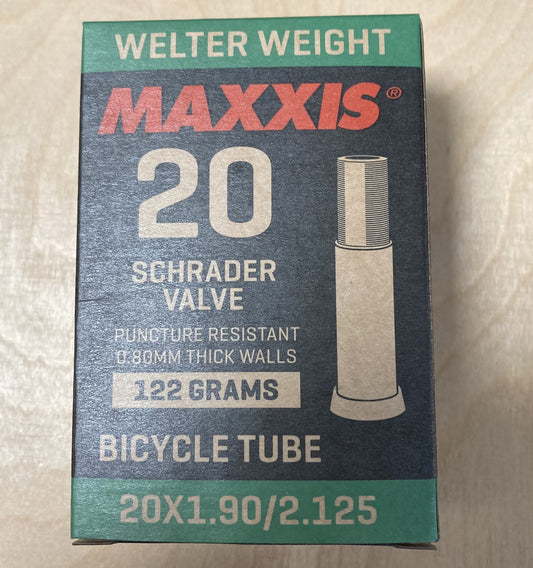 WELTER WEIGHT
MAXXIS®
20
SCHRADER
VALVE
PUNCTURE RESISTANT
0.80MM THICK WALLS
122 GRAMS
BICYCLE TUBE
20X1.90/2.125